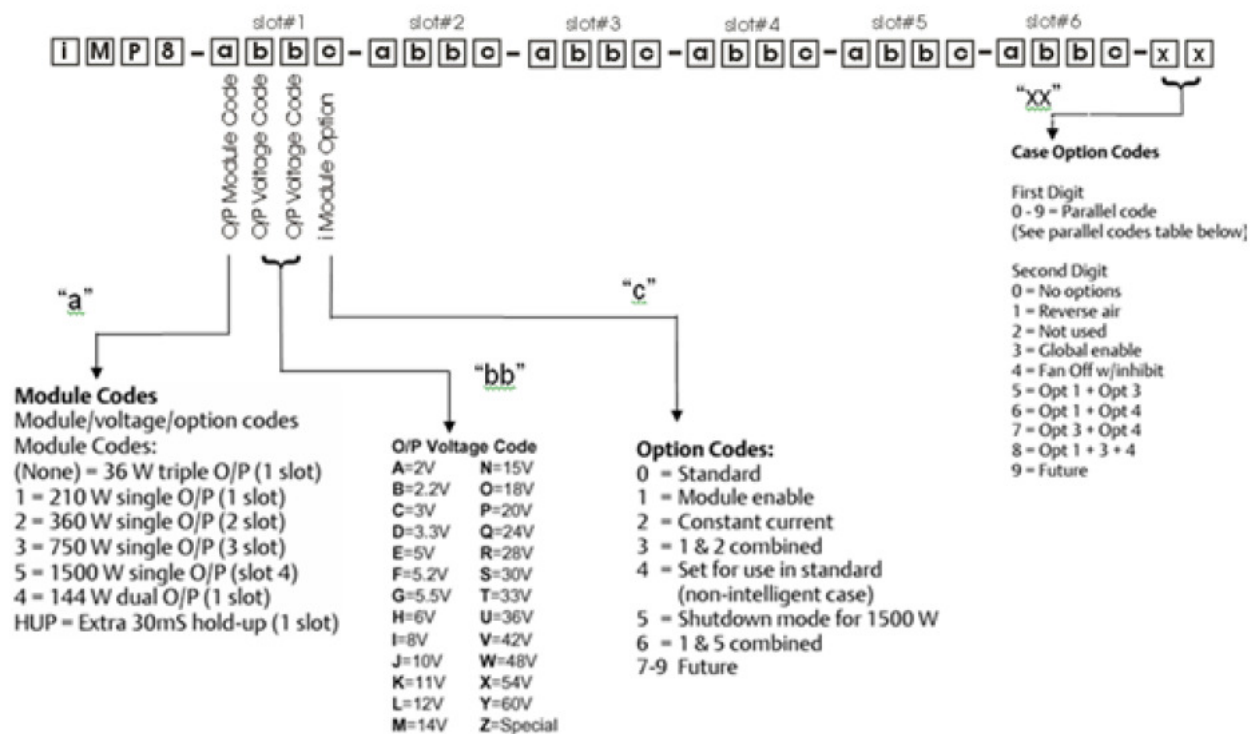 slot#1 slot#2 slot#3 slot#4 slot#5 slot#6
i M P 8 - a b b c - a b b c - a b b c - a b b c - a b b c - a b b c - x x
O/P Module Code
O/P Voltage Code
O/P Voltage Code
i Module Option
“a”
Module Codes
Module/voltage/option codes
Module Codes:
(None) = 36 W triple O/P (1 slot)
1 = 210 W single O/P (1 slot)
2 = 360 W single O/P (2 slot)
3 = 750 W single O/P (3 slot)
5 = 1500 W single O/P (slot 4)
4 = 144 W dual O/P (1 slot)
HUP = Extra 30mS hold-up (1 slot)
“bb”
O/P Voltage Code
A=2V N=15V
B=2.2V O=18V
C=3V P=20V
D=3.3V Q=24V
E=5V R=28V
F=5.2V S=30V
G=5.5V T=33V
H=6V U=36V
I=8V V=42V
J=10V W=48V
K=11V X=54V
L=12V Y=60V
M=14V Z=Special
“c”
Option Codes:
0 = Standard
1 = Module enable
2 = Constant current
3 = 1 & 2 combined
4 = Set for use in standard
(non-intelligent case)
5 = Shutdown mode for 1500 W
6 = 1 & 5 combined
7-9 Future
“xx”
Case Option Codes
First Digit
0 - 9 = Parallel code
(See parallel codes table below)
Second Digit
0 = No options
1 = Reverse air
2 = Not used
3 = Global enable
4 = Fan Off w/inhibit
5 = Opt 1 + Opt 3
6 = Opt 1 + Opt 4
7 = Opt 3 + Opt 4
8 = Opt 1 + 3 + 4
9 = Future